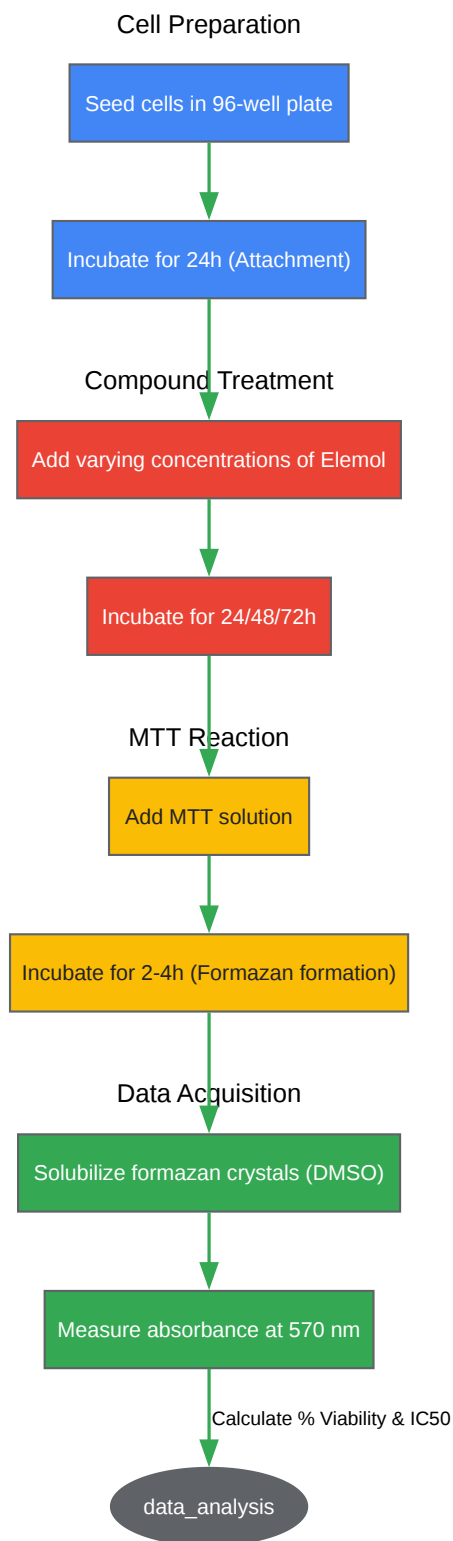 Cell Preparation
Seed cells in 96-well plate
Incubate for 24h (Attachment)
Compound Treatment
Add varying concentrations of Elemol
Incubate for 24/48/72h
MTT Reaction
Add MTT solution
Incubate for 2-4h (Formazan formation)
Data Acquisition
Solubilize formazan crystals (DMSO)
Measure absorbance at 570 nm
Calculate % Viability & IC50
data_analysis